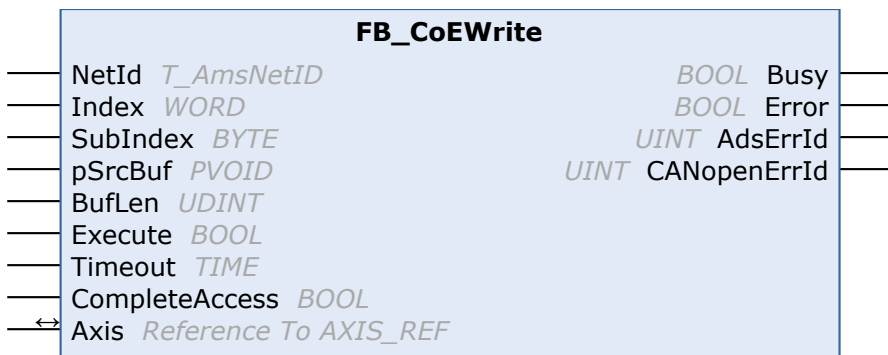 FB_CoEWrite
NetId T_AmsNetID BOOL Busy
Index WORD BOOL Error
SubIndex BYTE UINT AdsErrId
pSrcBuf PVOID UINT CANopenErrId
BufLen UDINT
Execute BOOL
Timeout TIME
CompleteAccess BOOL
↔ Axis Reference To AXIS_REF